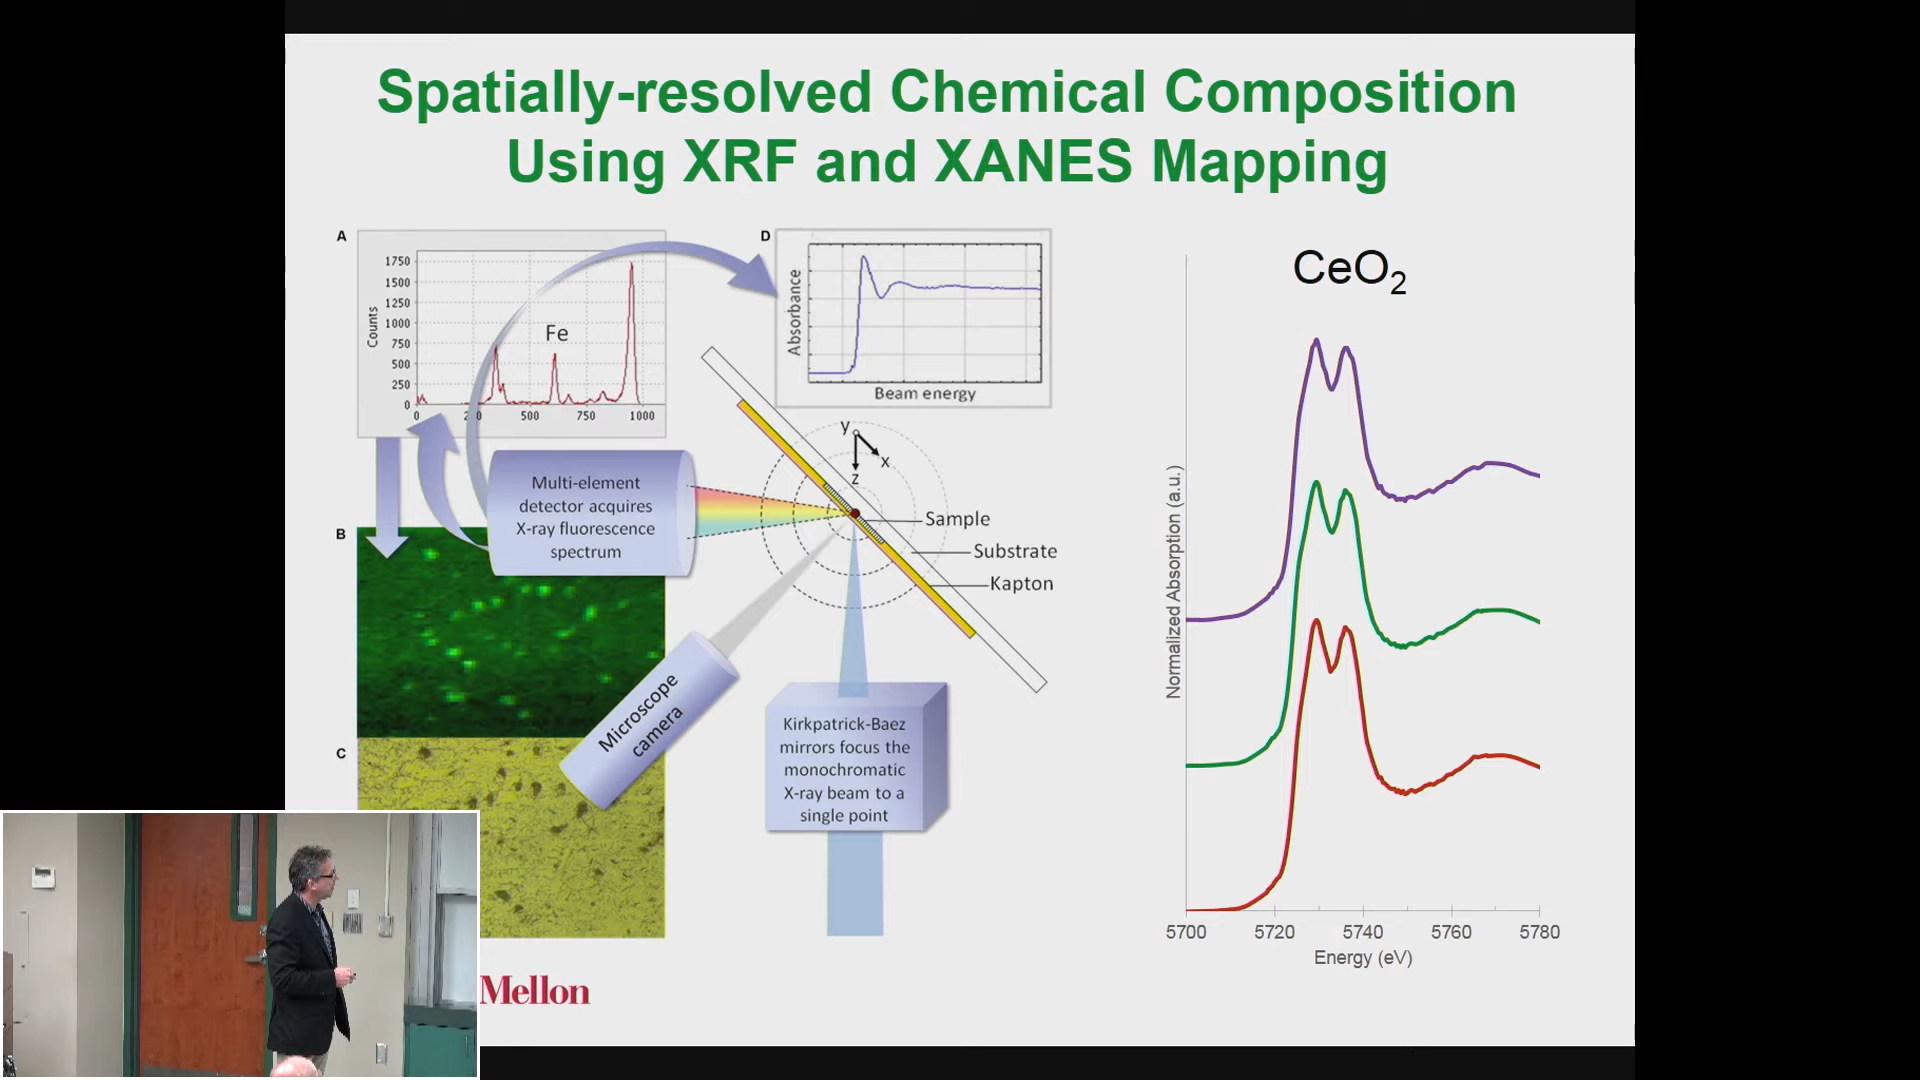 Spatially-resolved Chemical Composition
Using XRF and XANES Mapping
A
1750
1500
1250
1000
750
500
250
0
Counts
Fe
0
500
750
1000
D
Absorbance
Beam energy
y
x
z
Multi-element
detector acquires
X-ray fluorescence
spectrum
Sample
Substrate
Kapton
B
Microscope
camera
Kirkpatrick-Baez
mirrors focus the
monochromatic
X-ray beam to a
single point
C
Mellon
CeO2
Normalized Absorption (a.u.)
5700
5720
5740
5760
5780
Energy (eV)